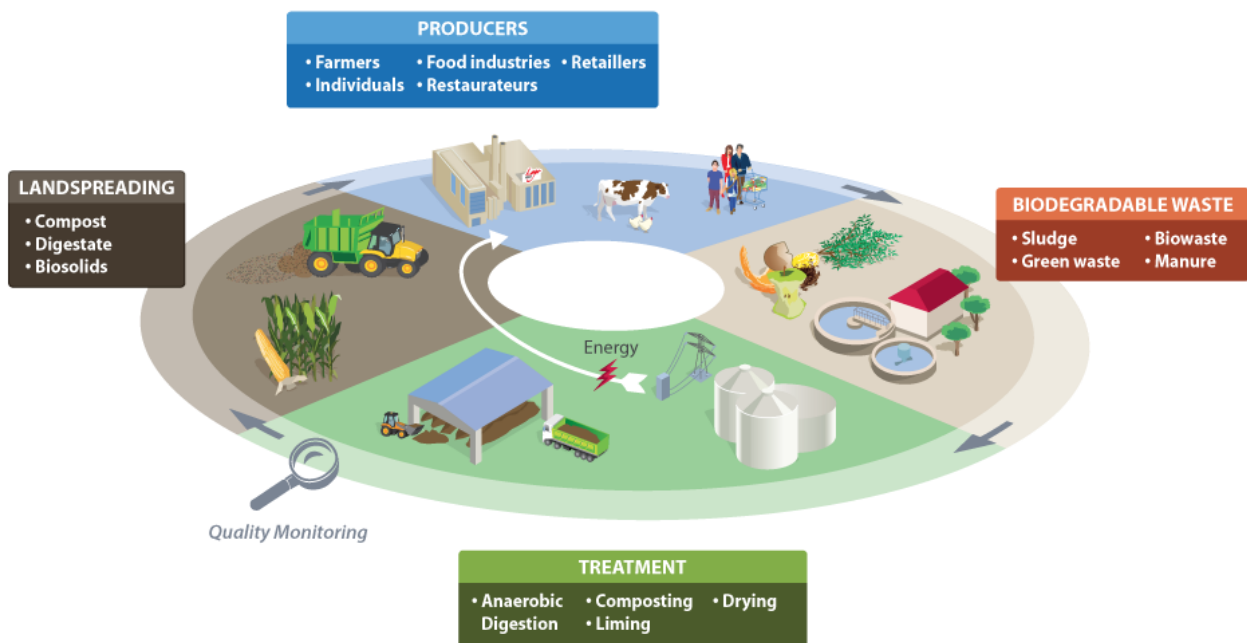 PRODUCERS
• Farmers • Food industries • Retaillers
• Individuals • Restaurateurs
LANDSPREADING
• Compost
• Digestate
• Biosolids
BIODEGRADABLE WASTE
• Sludge • Biowaste
• Green waste • Manure
Energy
Quality Monitoring
TREATMENT
• Anaerobic • Composting • Drying
Digestion • Liming